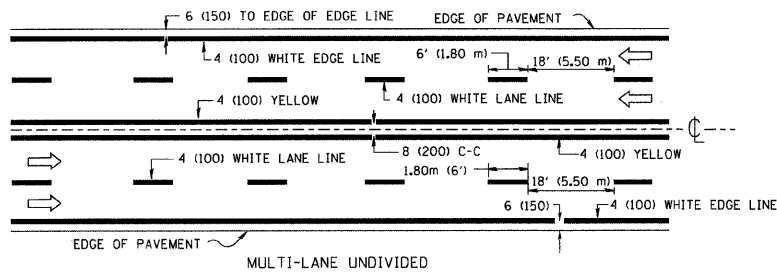 6 (150) TO EDGE OF EDGE LINE
EDGE OF PAVEMENT
4 (100) WHITE EDGE LINE
6' (1.80 m)
18' (5.50 m)
4 (100) YELLOW
4 (100) WHITE LANE LINE
℄
4 (100) WHITE LANE LINE
8 (200) C-C
4 (100) YELLOW
1.80m (6')
18' (5.50 m)
6 (150)
4 (100) WHITE EDGE LINE
EDGE OF PAVEMENT
MULTI-LANE UNDIVIDED